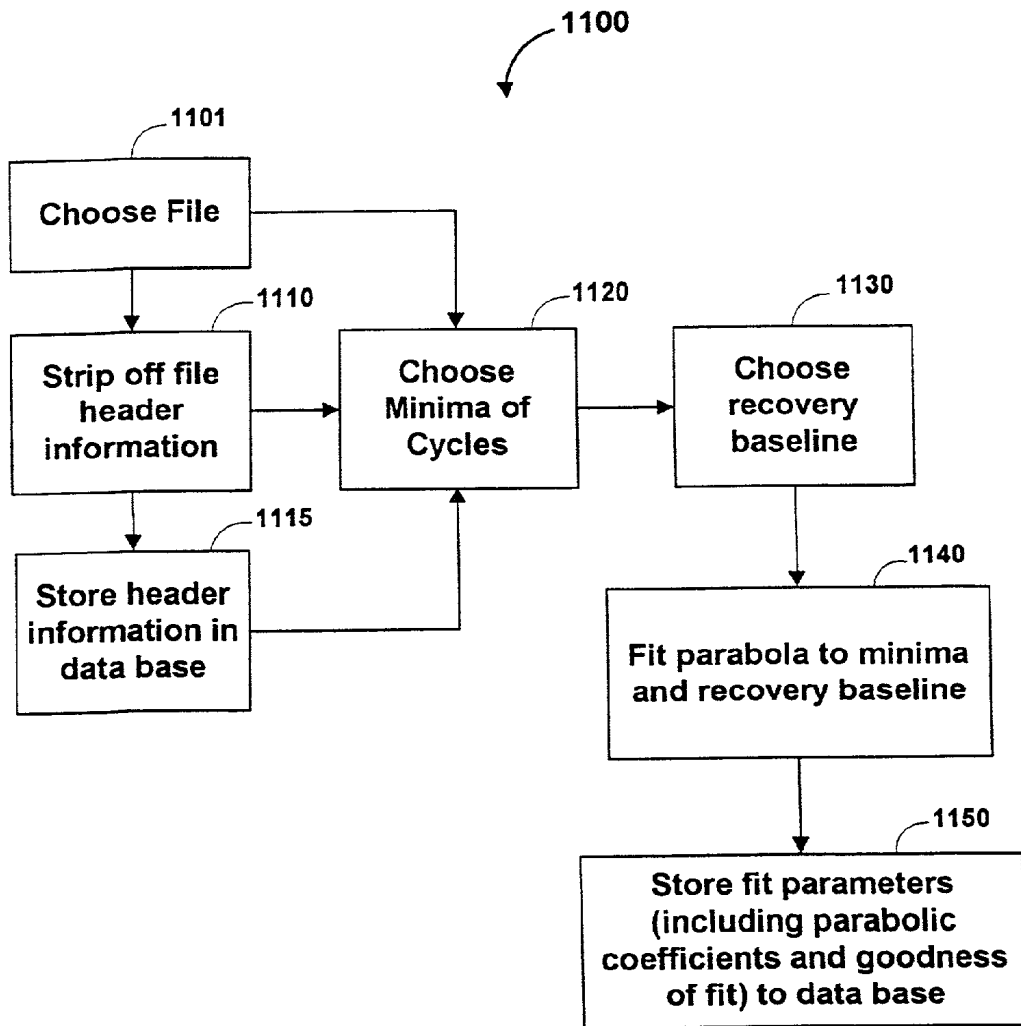 1100
1101
Choose File
1110
Strip off file
header
information
1115
Store header
information in
data base
1120
Choose
Minima of
Cycles
1130
Choose
recovery
baseline
1140
Fit parabola to minima
and recovery baseline
1150
Store fit parameters
(including parabolic
coefficients and goodness
of fit) to data base